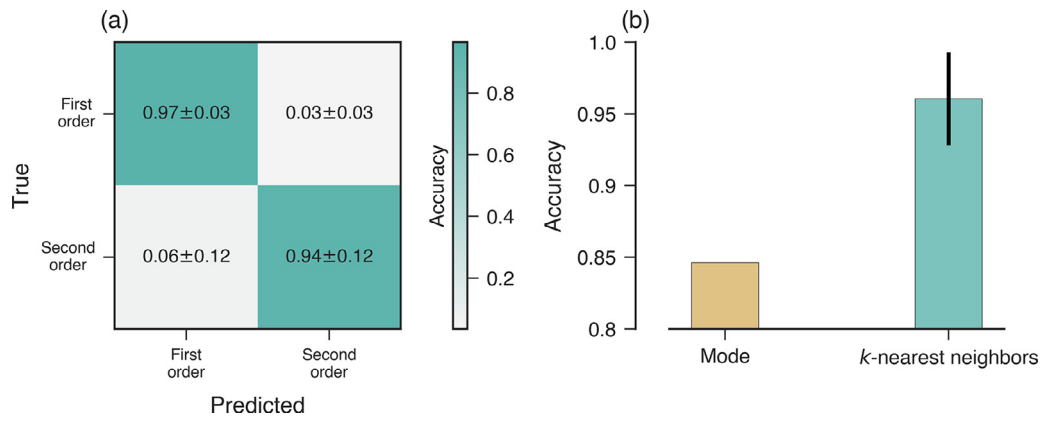 (a)
True
First
order
Second
order
0.97±0.03
0.03±0.03
0.06±0.12
0.94±0.12
First
order
Second
order
Predicted
Accuracy
0.8
0.6
0.4
0.2
(b)
Accuracy
1.0
0.95
0.9
0.85
0.8
Mode
k-nearest neighbors